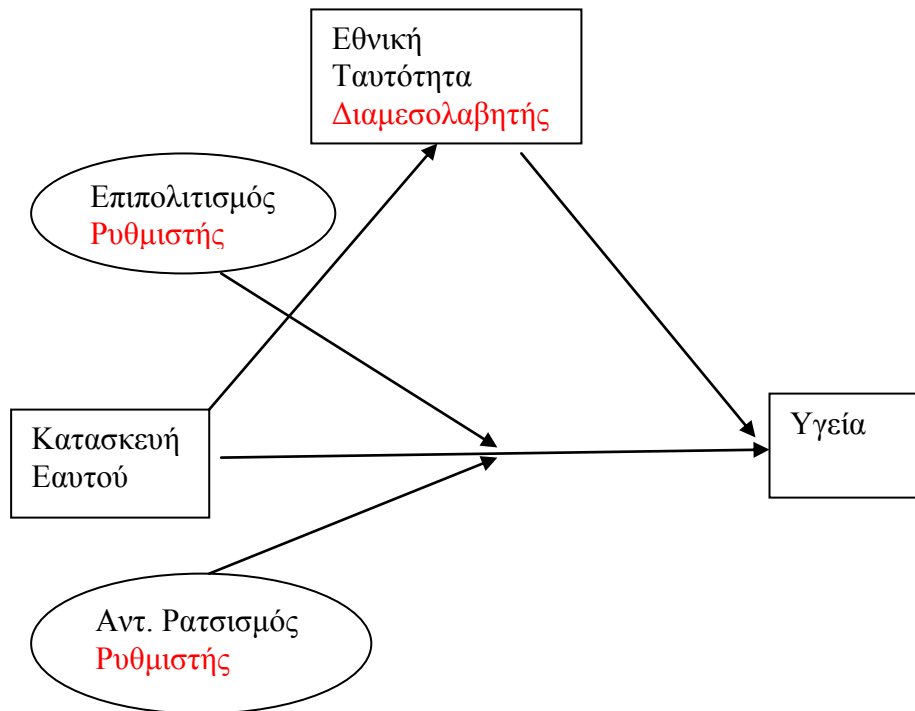 Εθνική
Ταυτότητα
Διαμεσολαβητής
Επιπολιτισμός
Ρυθμιστής
Κατασκευή
Εαυτού
Υγεία
Αντ. Ρατσισμός
Ρυθμιστής